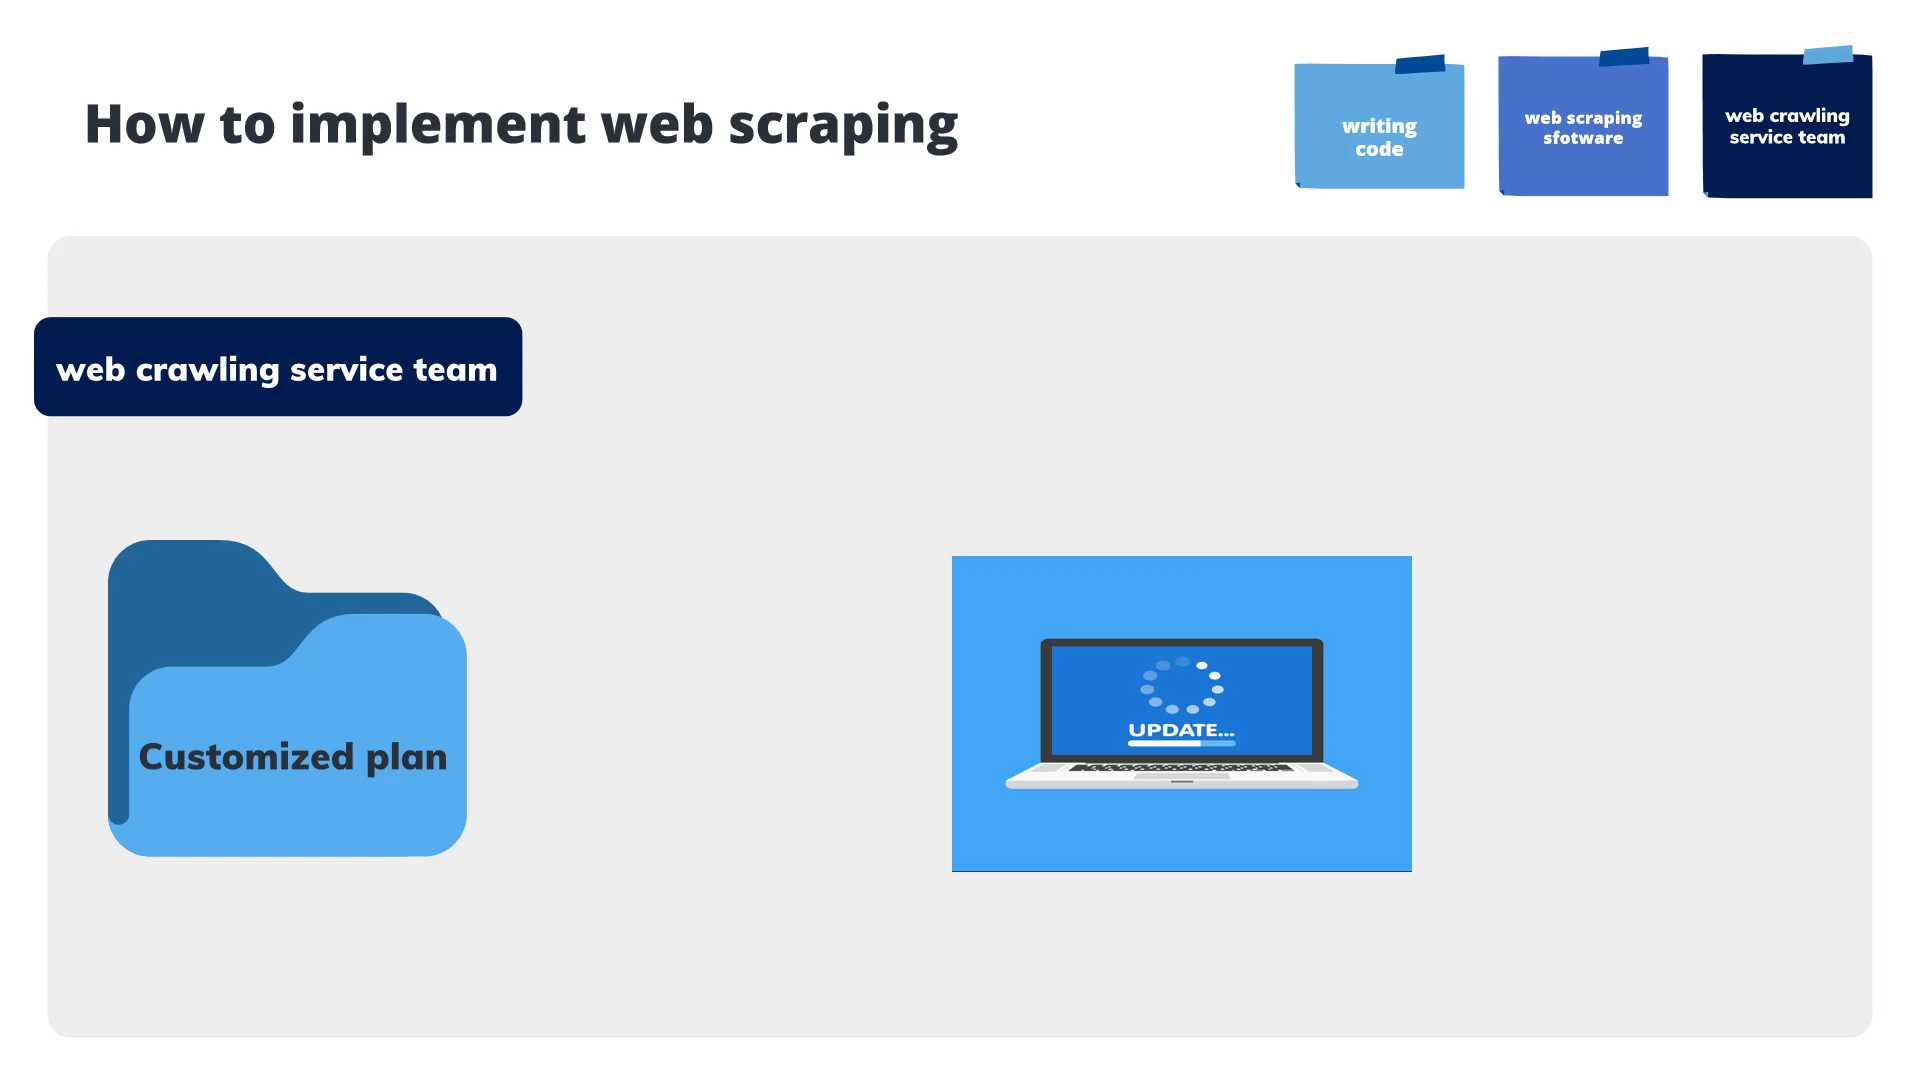 How to implement web scraping
writing
code
web scraping
sfotware
web crawling
service team
web crawling service team
Customized plan
UPDATE...